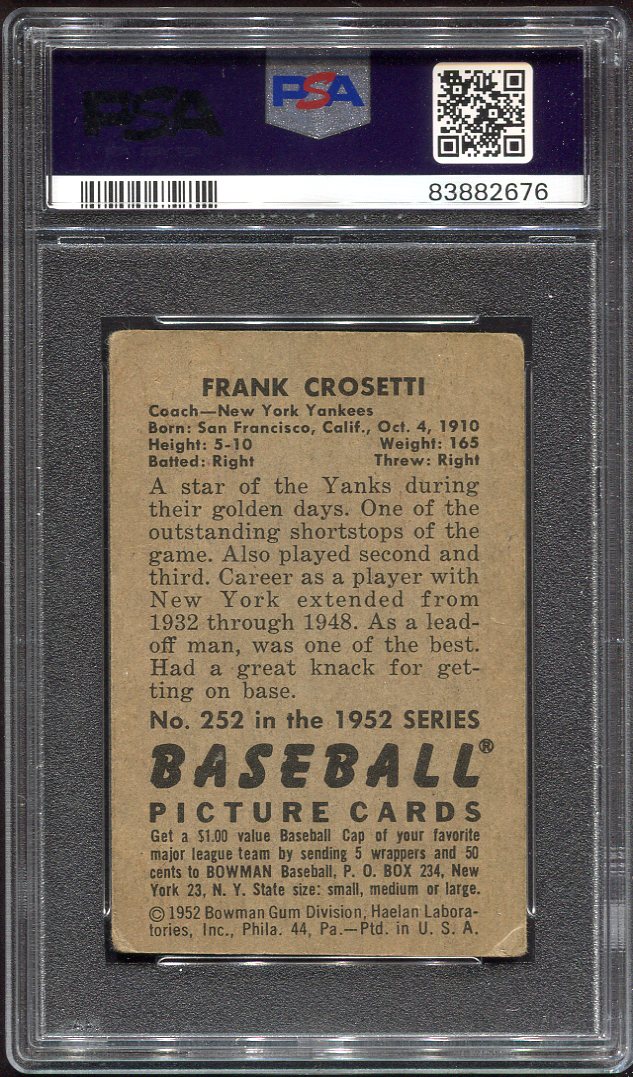 PSA
PSA
83882676
FRANK CROSETTI
Coach—New York Yankees
Born: San Francisco, Calif., Oct. 4, 1910
Height: 5-10 Weight: 165
Batted: Right Threw: Right
A star of the Yanks during
their golden days. One of the
outstanding shortstops of the
game. Also played second and
third. Career as a player with
New York extended from
1932 through 1948. As a lead-
off man, was one of the best.
Had a great knack for get-
ting on base.
No. 252 in the 1952 SERIES
BASEBALL®
PICTURE CARDS
Get a $1.00 value Baseball Cap of your favorite
major league team by sending 5 wrappers and 50
cents to BOWMAN Baseball, P. O. BOX 234, New
York 23, N. Y. State size: small, medium or large.
©1952 Bowman Gum Division, Haelan Labora-
tories, Inc., Phila. 44, Pa.—Ptd. in U. S. A.